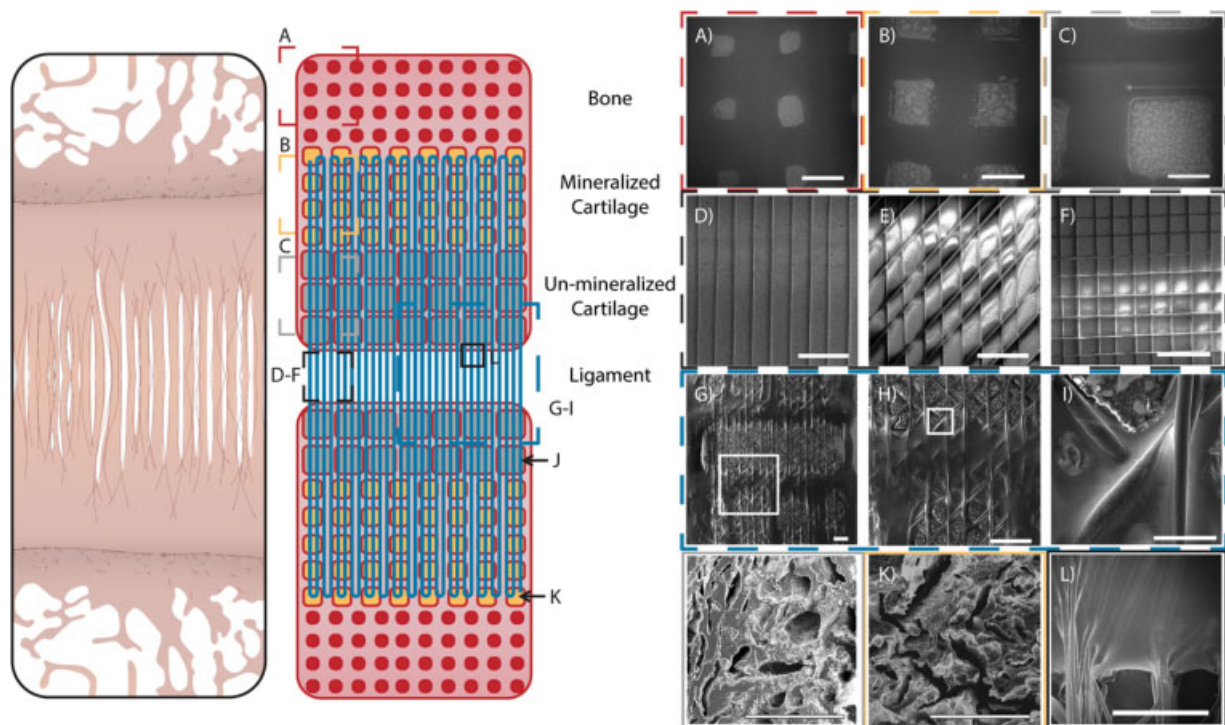 A
B
C
D-F
G-I
L
J
K
Bone
Mineralized
Cartilage
Un-mineralized
Cartilage
Ligament
A)
B)
C)
D)
E)
F)
G)
H)
I)
K)
L)